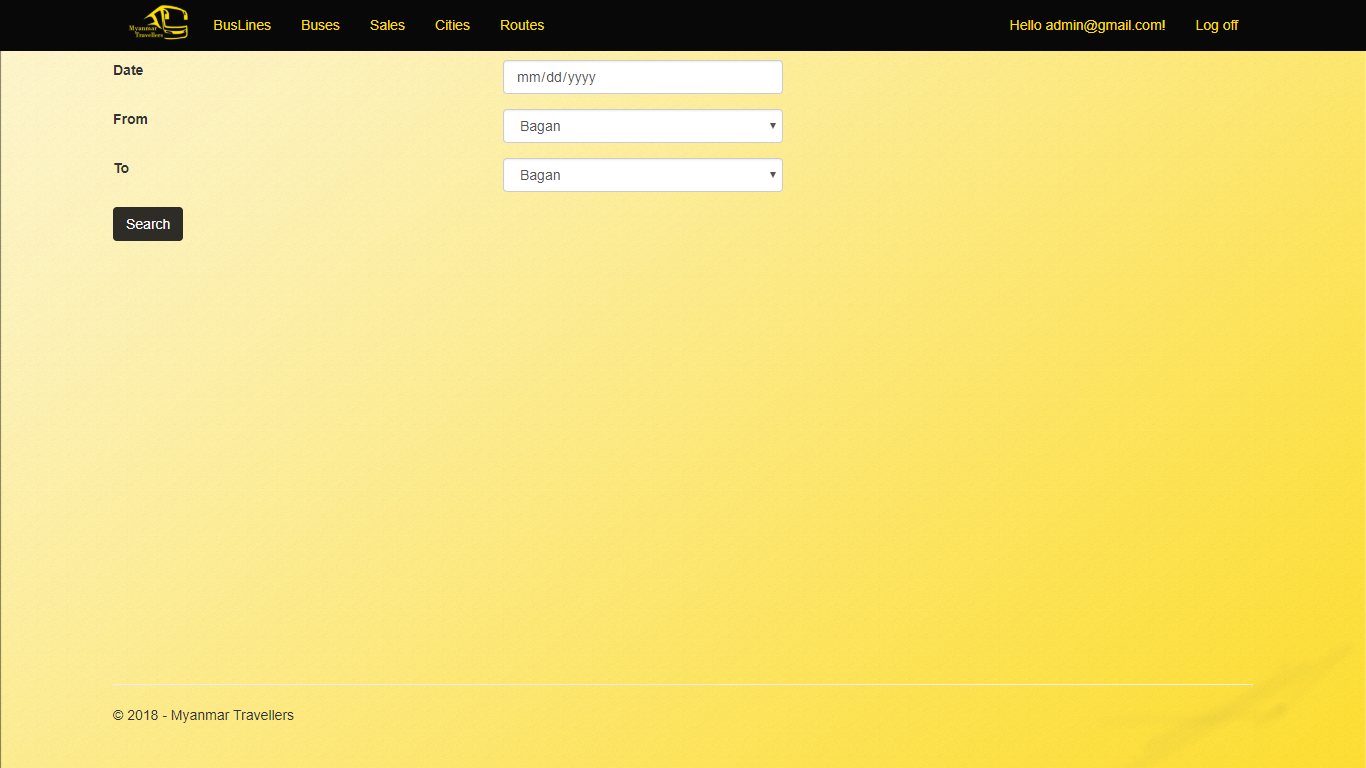 Myanmar
Travellers
BusLines Buses Sales Cities Routes Hello admin@gmail.com! Log off
Date mm/dd/yyyy
From Bagan
To Bagan
Search
© 2018 - Myanmar Travellers